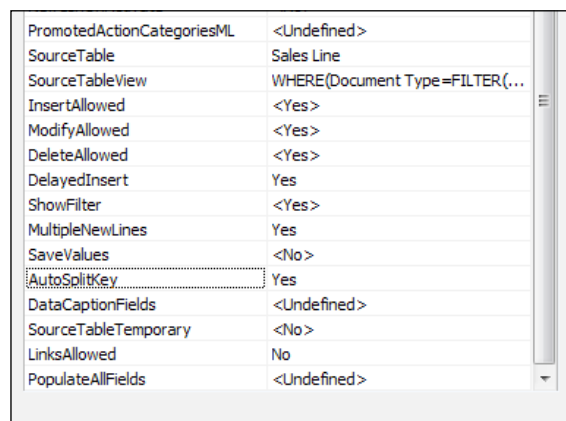 PromotedActionCategoriesML <Undefined>
SourceTable Sales Line
SourceTableView WHERE(Document Type=FILTER(...
InsertAllowed <Yes>
ModifyAllowed <Yes>
DeleteAllowed <Yes>
DelayedInsert Yes
ShowFilter <Yes>
MultipleNewLines Yes
SaveValues <No>
AutoSplitKey Yes
DataCaptionFields <Undefined>
SourceTableTemporary <No>
LinksAllowed No
PopulateAllFields <Undefined>